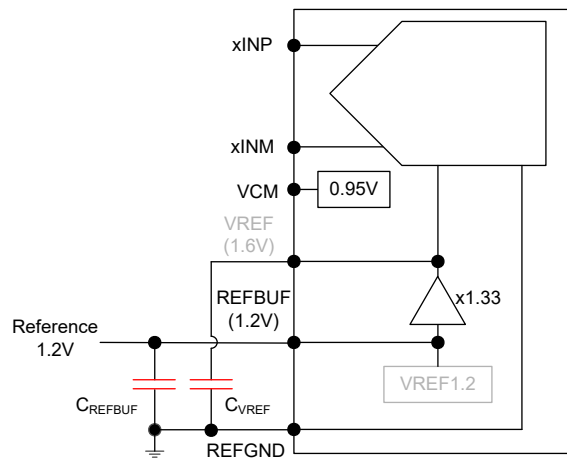 xINP
xINM
VCM
0.95V
VREF
(1.6V)
REFBUF
(1.2V)
x1.33
Reference
1.2V
VREF1.2
CREFBUF
CVREF
REFGND